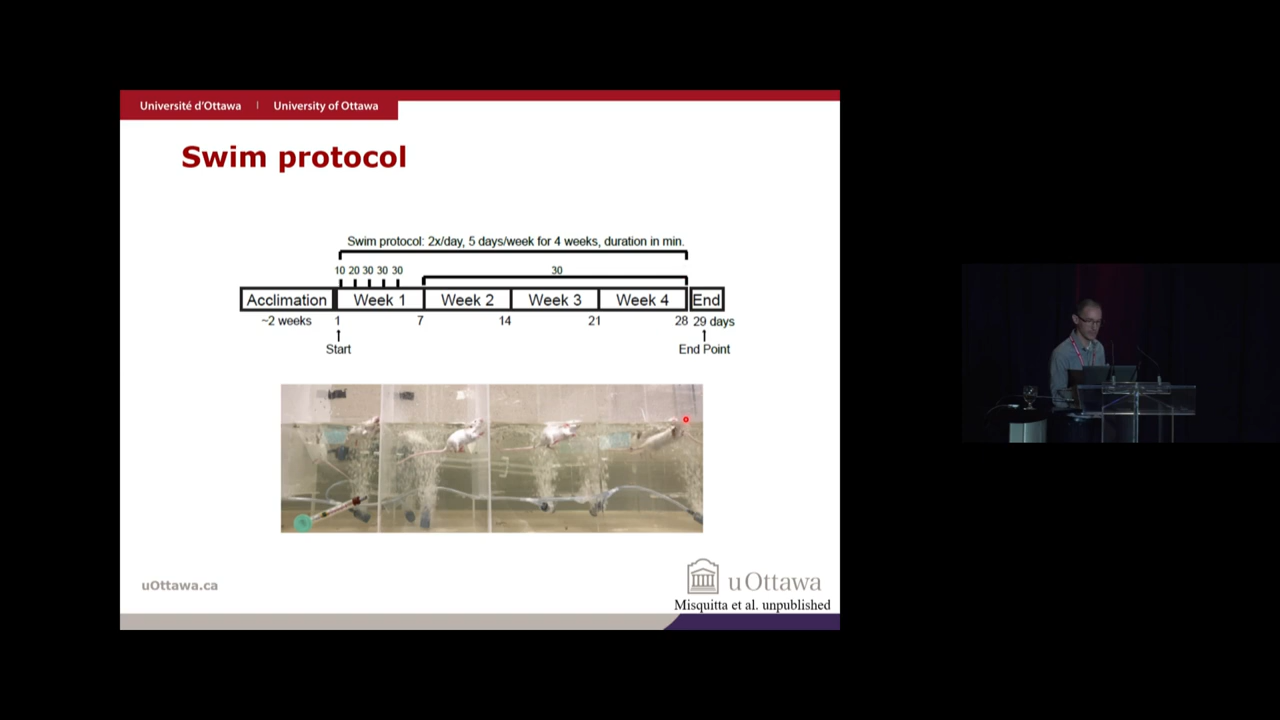 Université d'Ottawa | University of Ottawa
Swim protocol
Swim protocol: 2x/day, 5 days/week for 4 weeks, duration in min.
10 20 30 30 30 30
Acclimation Week 1 Week 2 Week 3 Week 4 End
~2 weeks 1 7 14 21 28 29 days
Start End Point
uOttawa.ca
uOttawa
Misquitta et al. unpublished